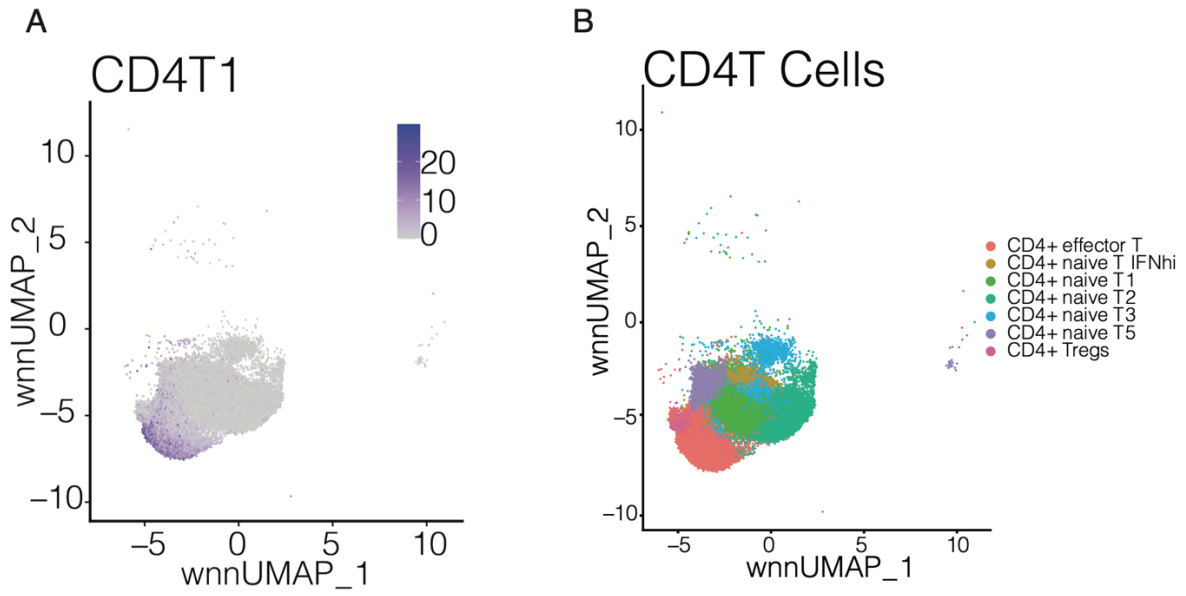 A
CD4T1
10
5
0
−5
−10
wnnUMAP_2
20
10
0
−5
0
5
10
wnnUMAP_1
B
CD4T Cells
10
5
0
−5
−10
wnnUMAP_2
−5
0
5
10
wnnUMAP_1
CD4+ effector T
CD4+ naive T IFNhi
CD4+ naive T1
CD4+ naive T2
CD4+ naive T3
CD4+ naive T5
CD4+ Tregs